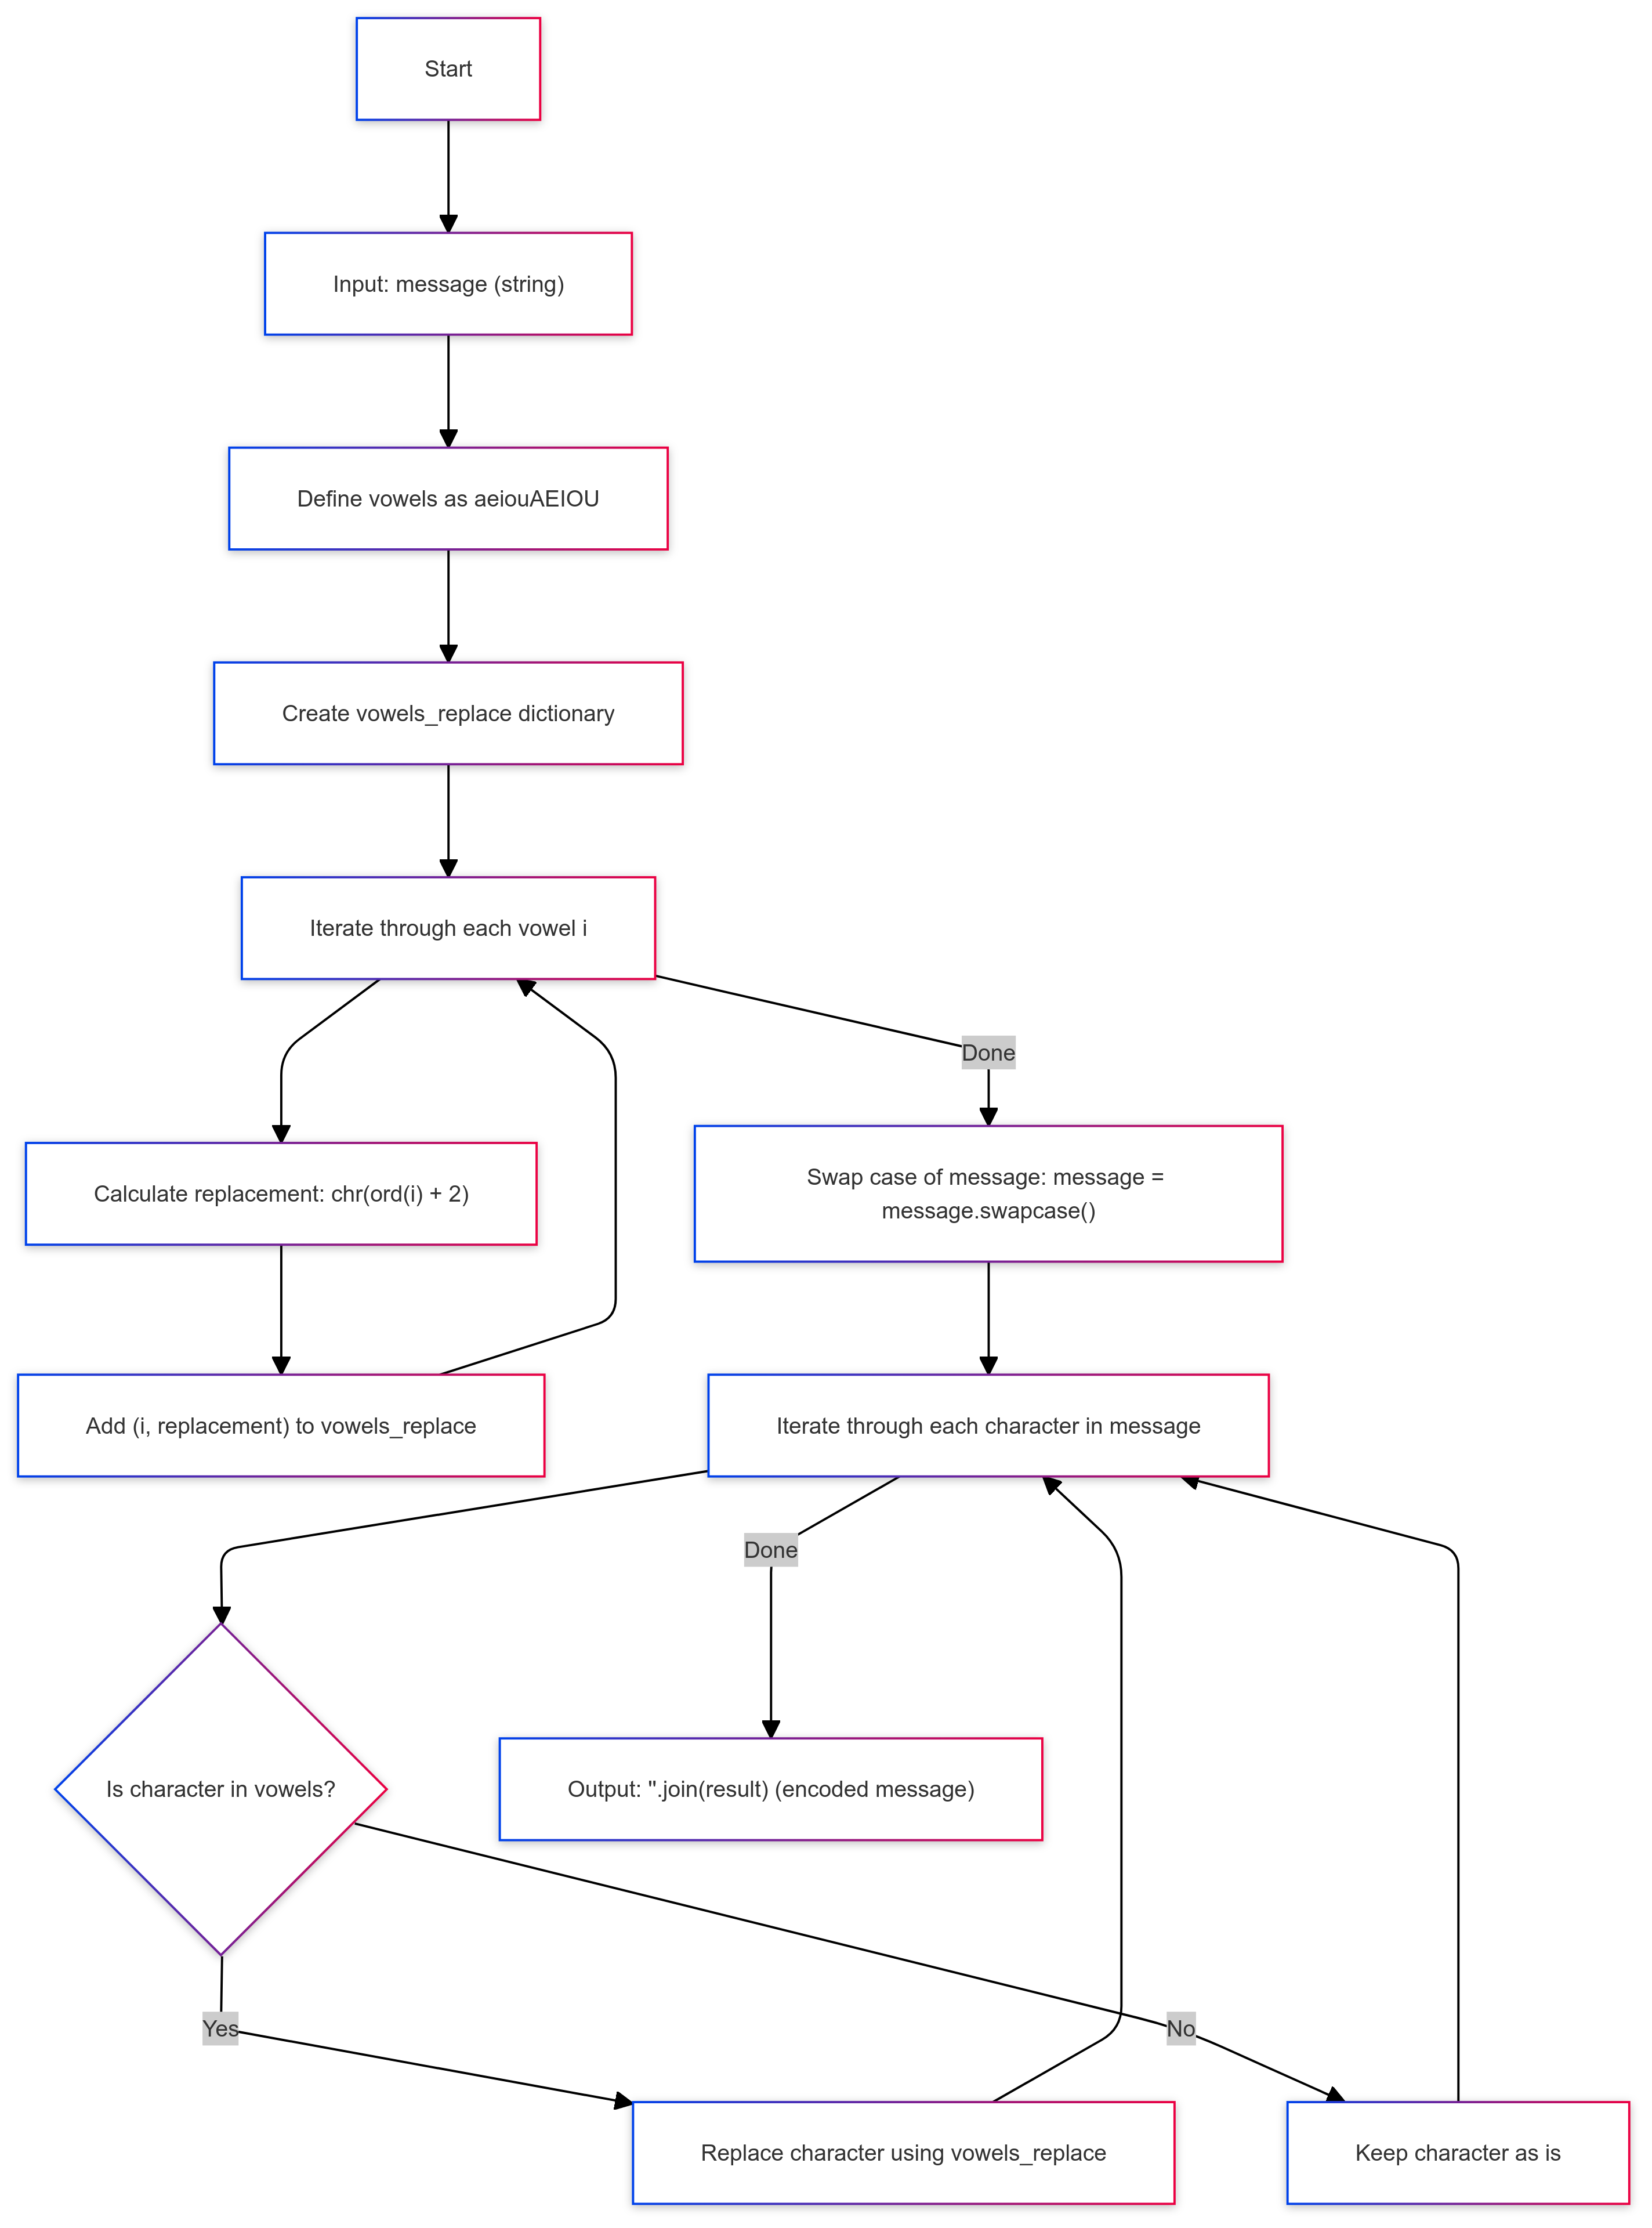 Start
Input: message (string)
Define vowels as aeiouAEIOU
Create vowels_replace dictionary
Iterate through each vowel i
Done
Calculate replacement: chr(ord(i) + 2)
Swap case of message: message =
message.swapcase()
Add (i, replacement) to vowels_replace
Iterate through each character in message
Done
Is character in vowels?
Output: ''.join(result) (encoded message)
Yes
No
Replace character using vowels_replace
Keep character as is